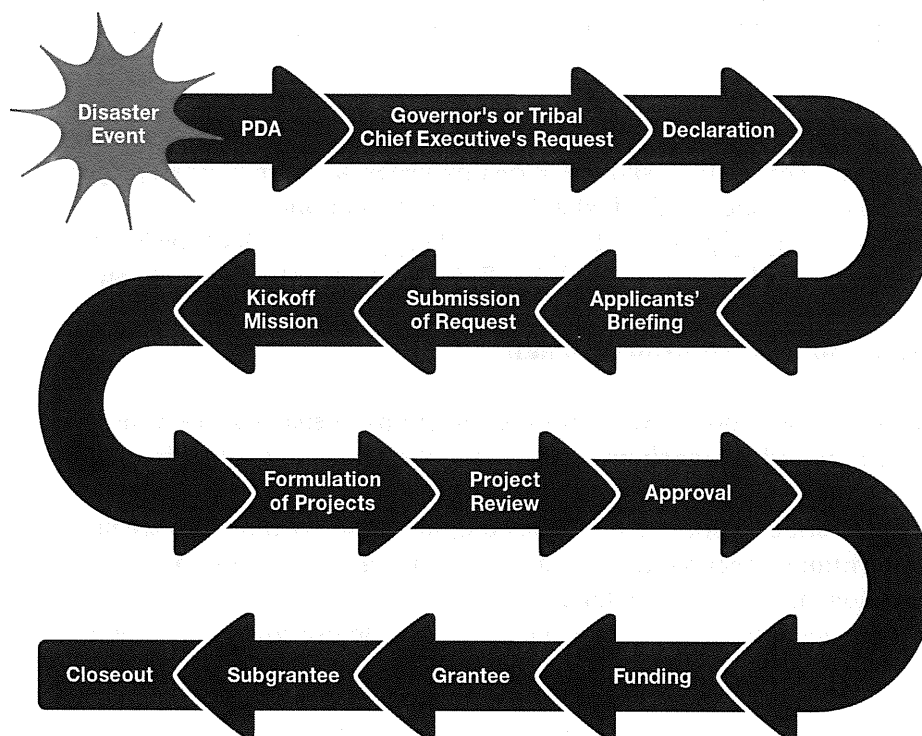 Disaster
Event
PDA
Governor's or Tribal
Chief Executive's Request
Declaration
Applicants'
Briefing
Submission
of Request
Kickoff
Mission
Formulation
of Projects
Project
Review
Approval
Funding
Grantee
Subgrantee
Closeout